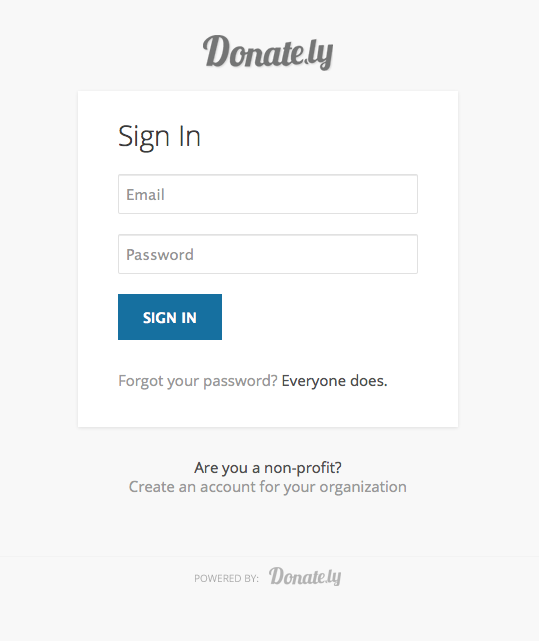 Donate.ly
Sign In
Email
Password
SIGN IN
Forgot your password? Everyone does.
Are you a non-profit?
Create an account for your organization
POWERED BY: Donate.ly